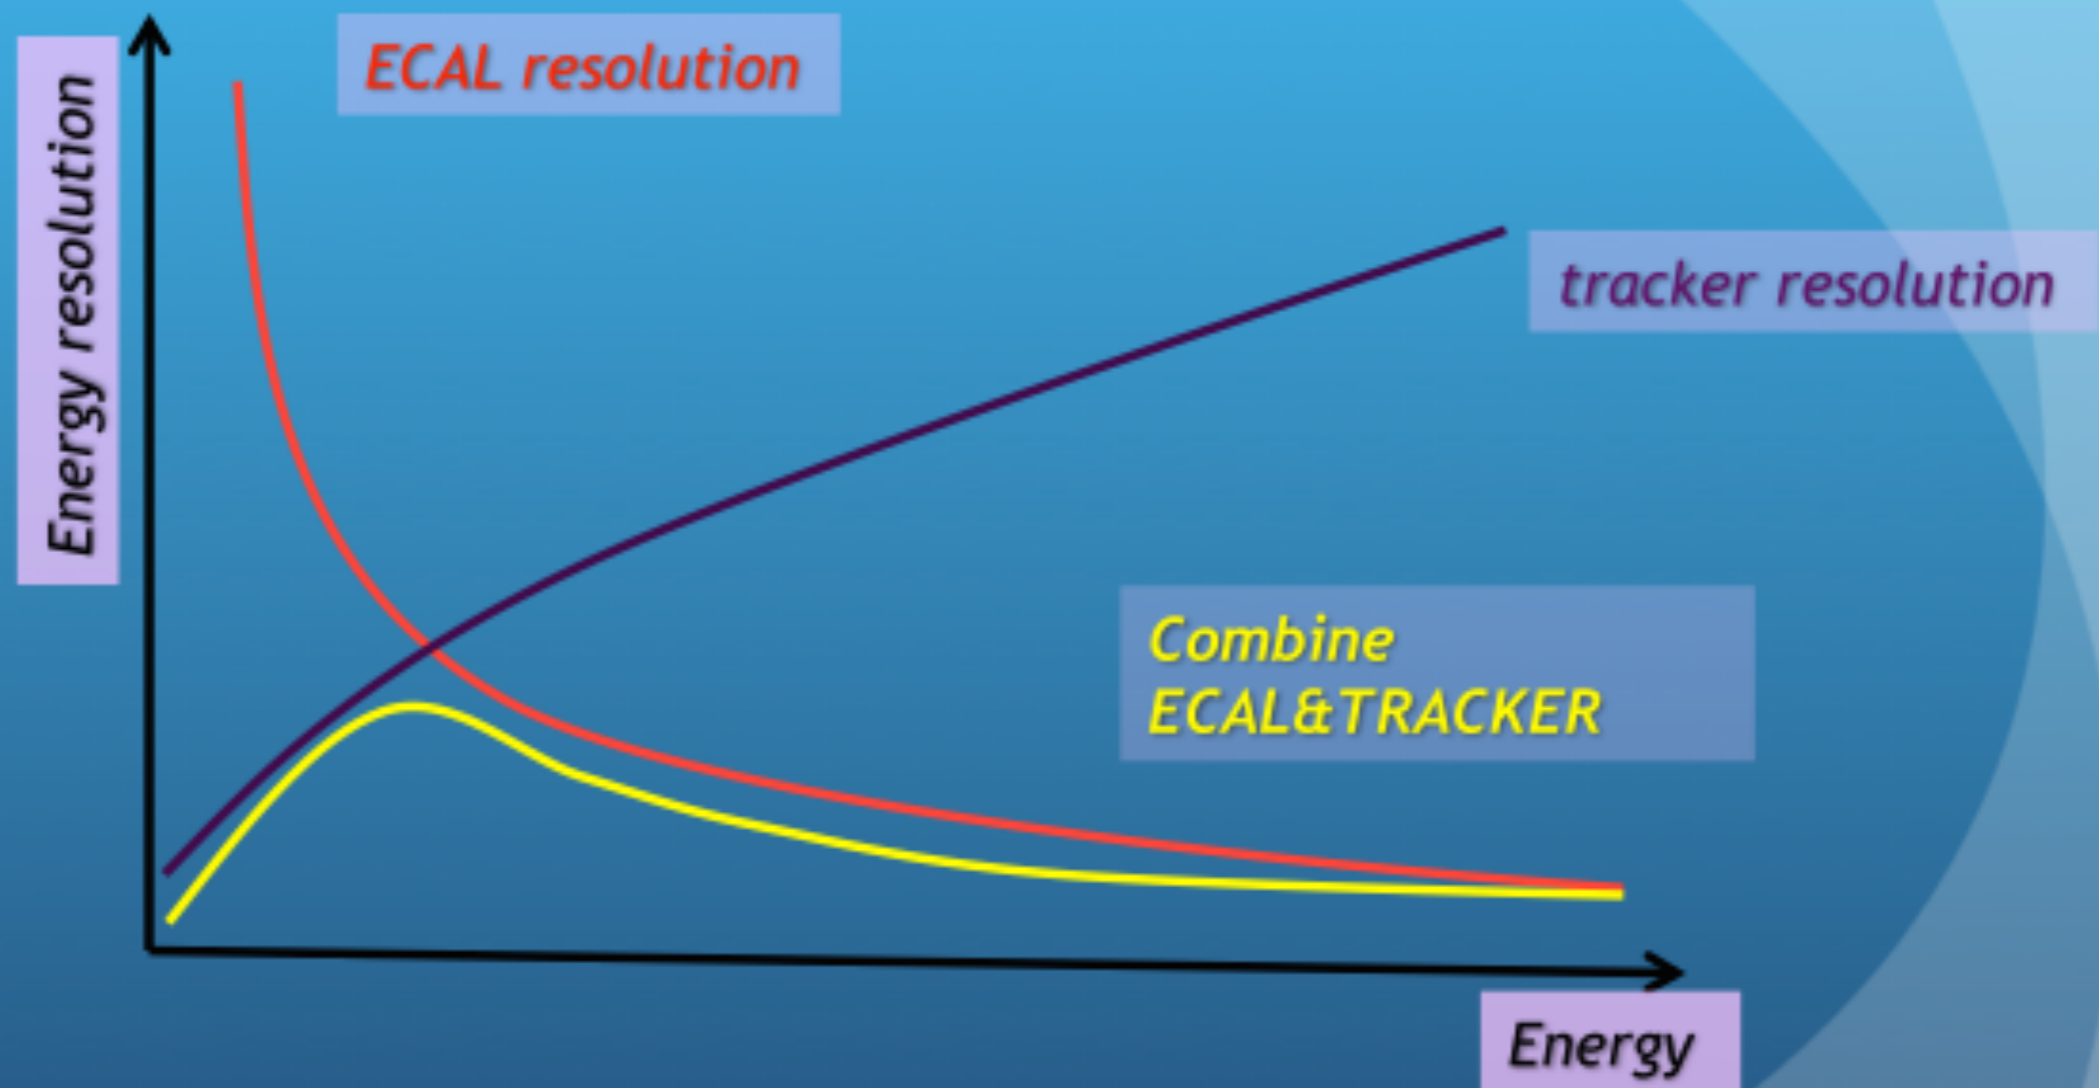 ECAL resolution
Energy resolution
tracker resolution
Combine
ECAL&TRACKER
Energy